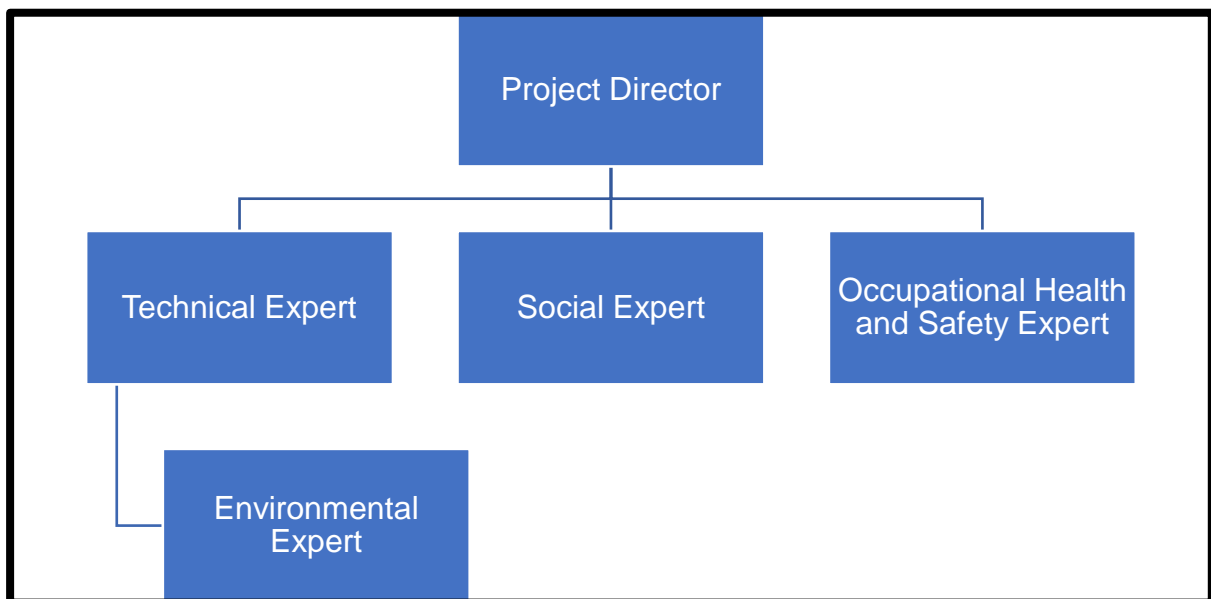 Project Director
Technical Expert
Social Expert
Occupational Health
and Safety Expert
Environmental
Expert